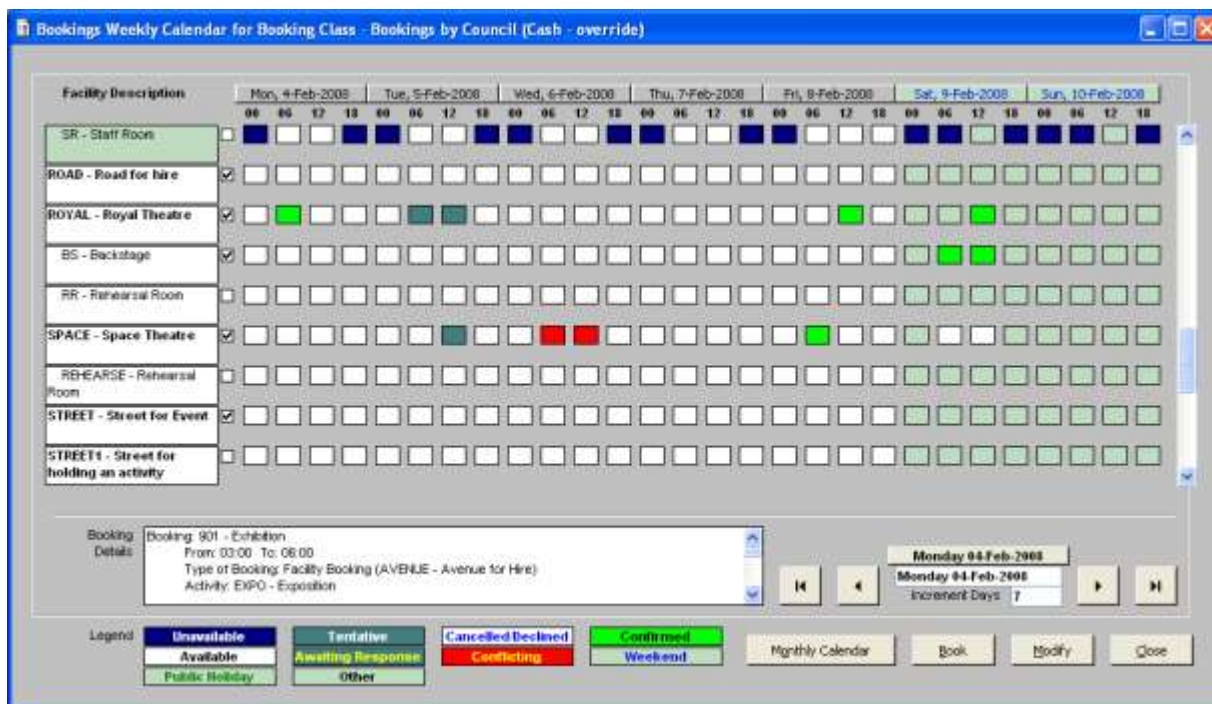 Bookings Weekly Calendar for Booking Class - Bookings by Council (Cash - override)
Facility Description Mon, 4-Feb-2008 Tue, 5-Feb-2008 Wed, 6-Feb-2008 Thu, 7-Feb-2008 Fri, 8-Feb-2008 Sat, 9-Feb-2008 Sun, 10-Feb-2008
00 06 12 18 00 06 12 18 00 06 12 18 00 06 12 18 00 06 12 18 00 06 12 18 00 06 12 18
SR - Staff Room
ROAD - Road for hire
ROYAL - Royal Theatre
BS - Backstage
RR - Rehearsal Room
SPACE - Space Theatre
REHEARSE - Rehearsal
Room
STREET - Street for Event
STREET1 - Street for
holding an activity
Booking Details
Booking: 901 - Exhibition
From: 03:00 To: 06:00
Type of Booking: Facility Booking (AVENUE - Avenue for Hire)
Activity: EXPO - Exposition
Monday 04-Feb-2008
Monday 04-Feb-2008
Increment Days 7
Legend Unavailable Tentative Cancelled/Declined Confirmed
Available Awaiting Response Conflicting Weekend
Public Holiday Other
Monthly Calendar Book Modify Close